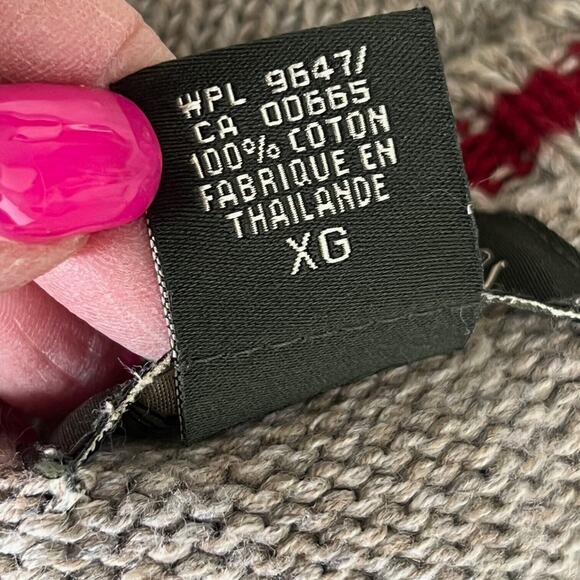 WPL 9647/
CA 00665
100% COTON
FABRIQUE EN
THAILANDE
XG